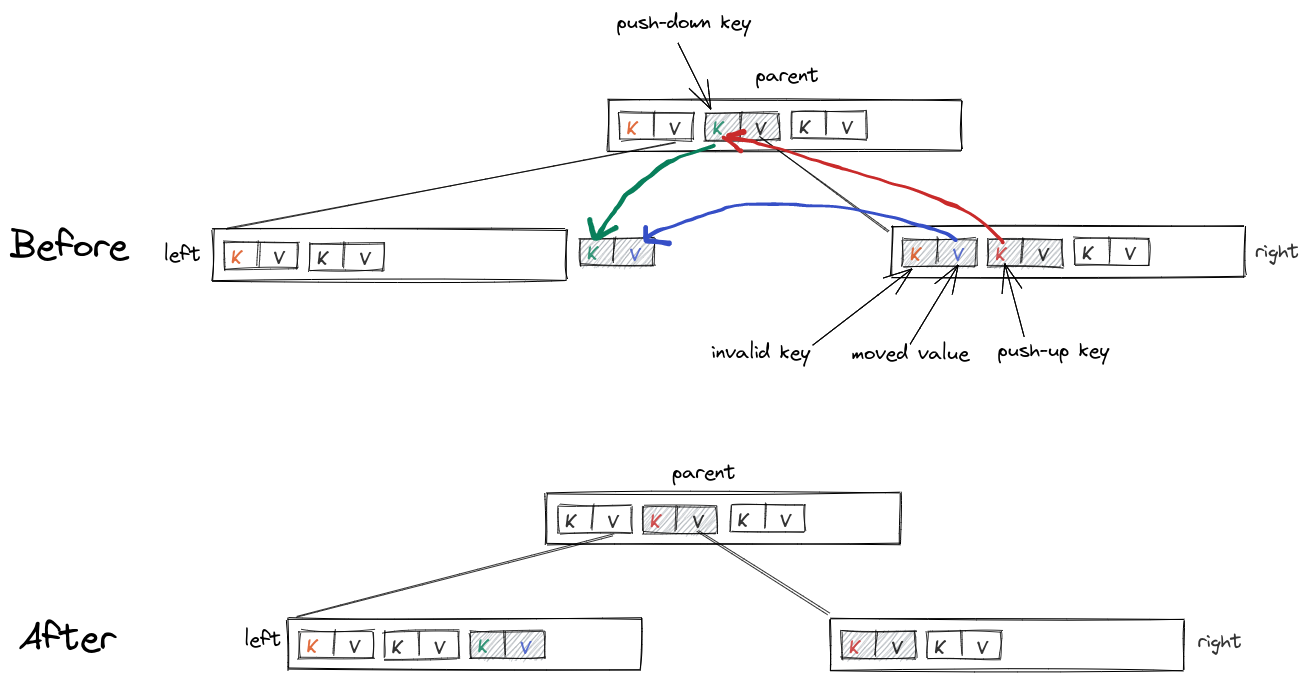 push-down key
parent
K V K V K V
Before
left
K V K V
K V
K V K V K V
right
invalid key
moved value
push-up key
parent
K V K V K V
After
left
K V K V K V
K V K V
right